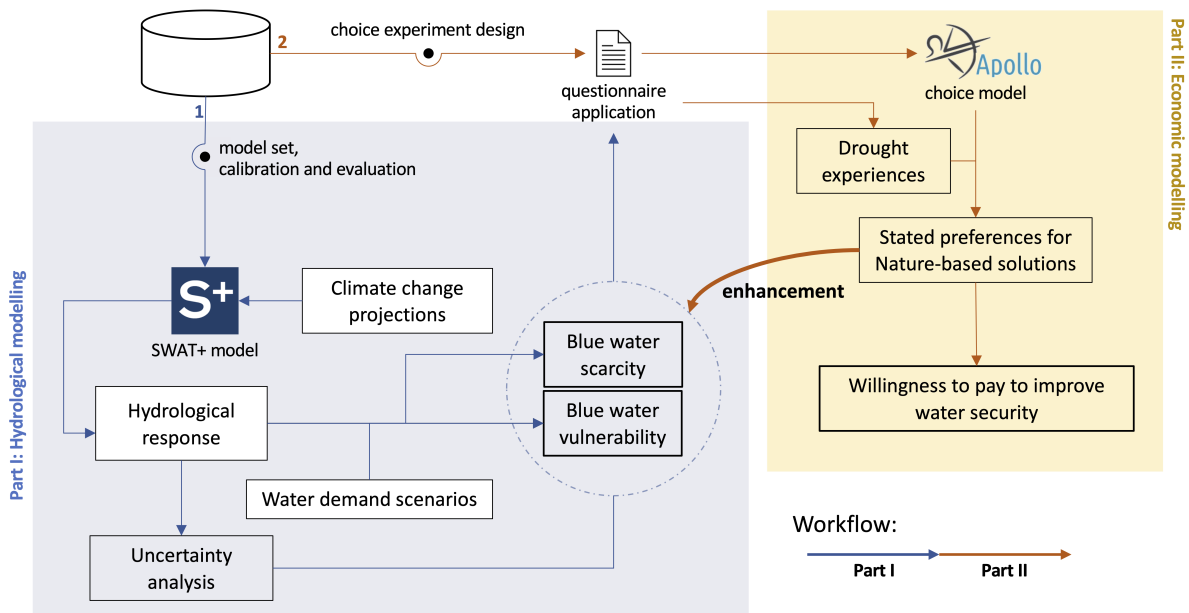 2
choice experiment design
questionnaire
application
Apollo
choice model
Part II: Economic modelling
1
model set,
calibration and evaluation
Drought
experiences
Stated preferences for
Nature-based solutions
enhancement
Part I: Hydrological modelling
S+
SWAT+ model
Climate change
projections
Blue water
scarcity
Blue water
vulnerability
Willingness to pay to improve
water security
Hydrological
response
Water demand scenarios
Uncertainty
analysis
Workflow:
Part I
Part II